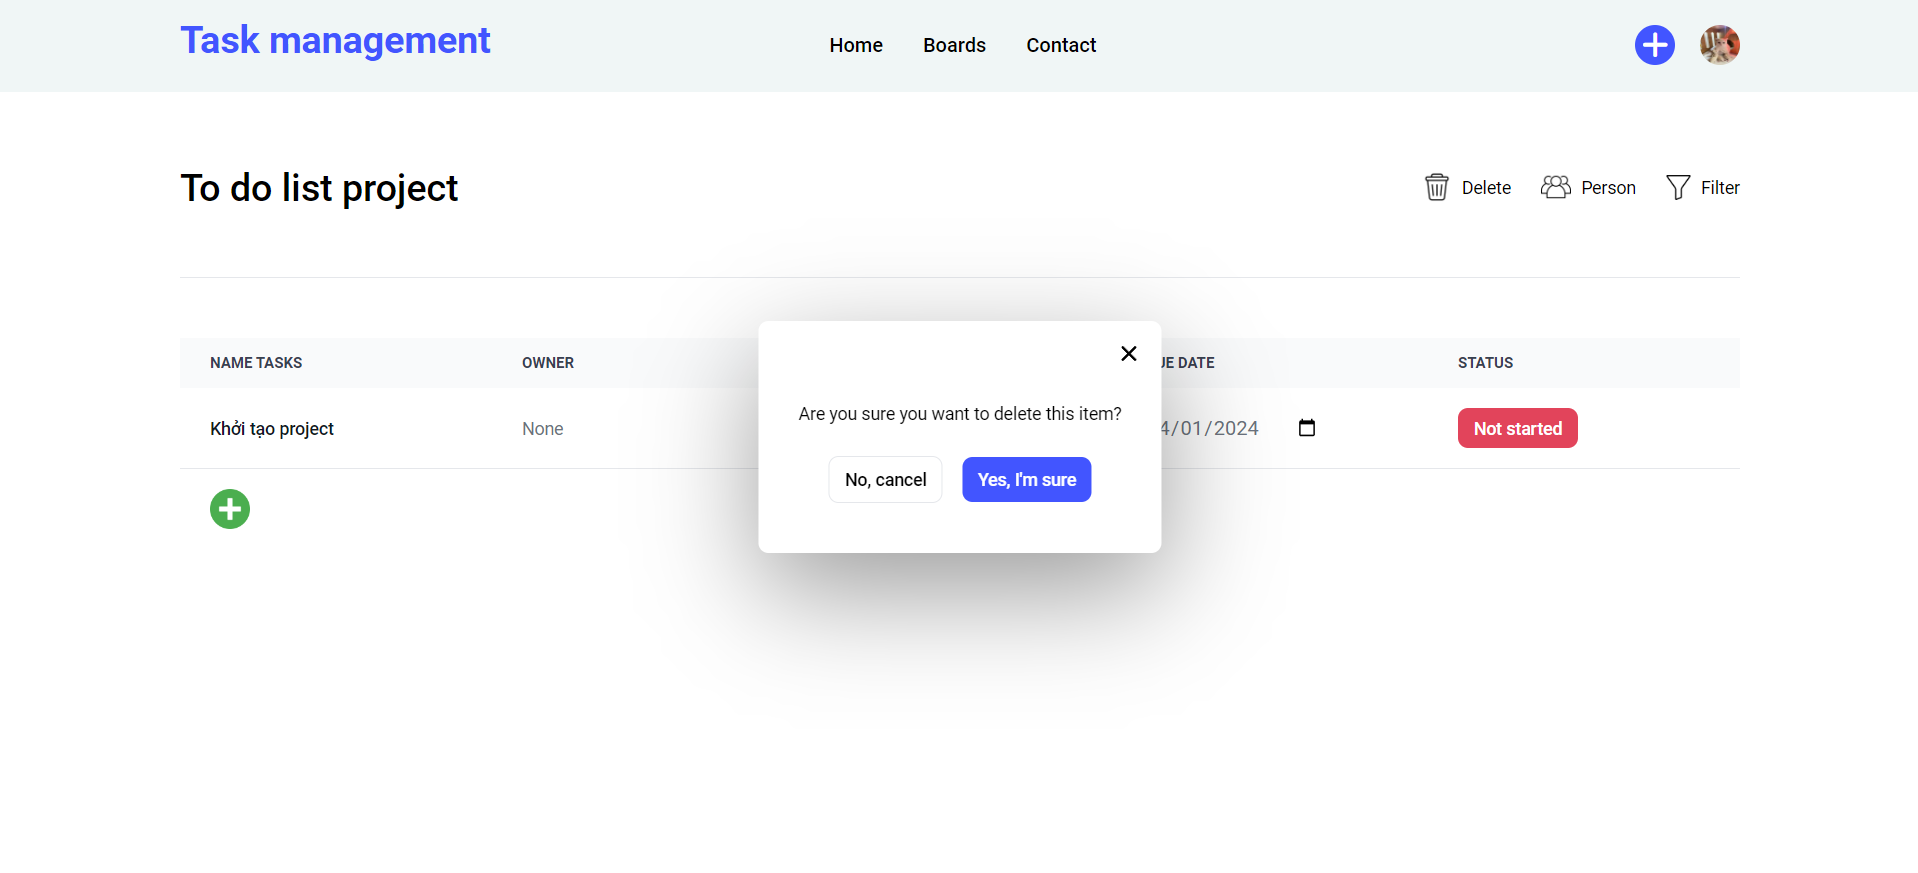 Task management
Home Boards Contact
To do list project
Delete Person Filter
NAME TASKS OWNER DATE STATUS
Are you sure you want to delete this item?
Khởi tạo project None 4/01/2024 Not started
No, cancel Yes, I'm sure